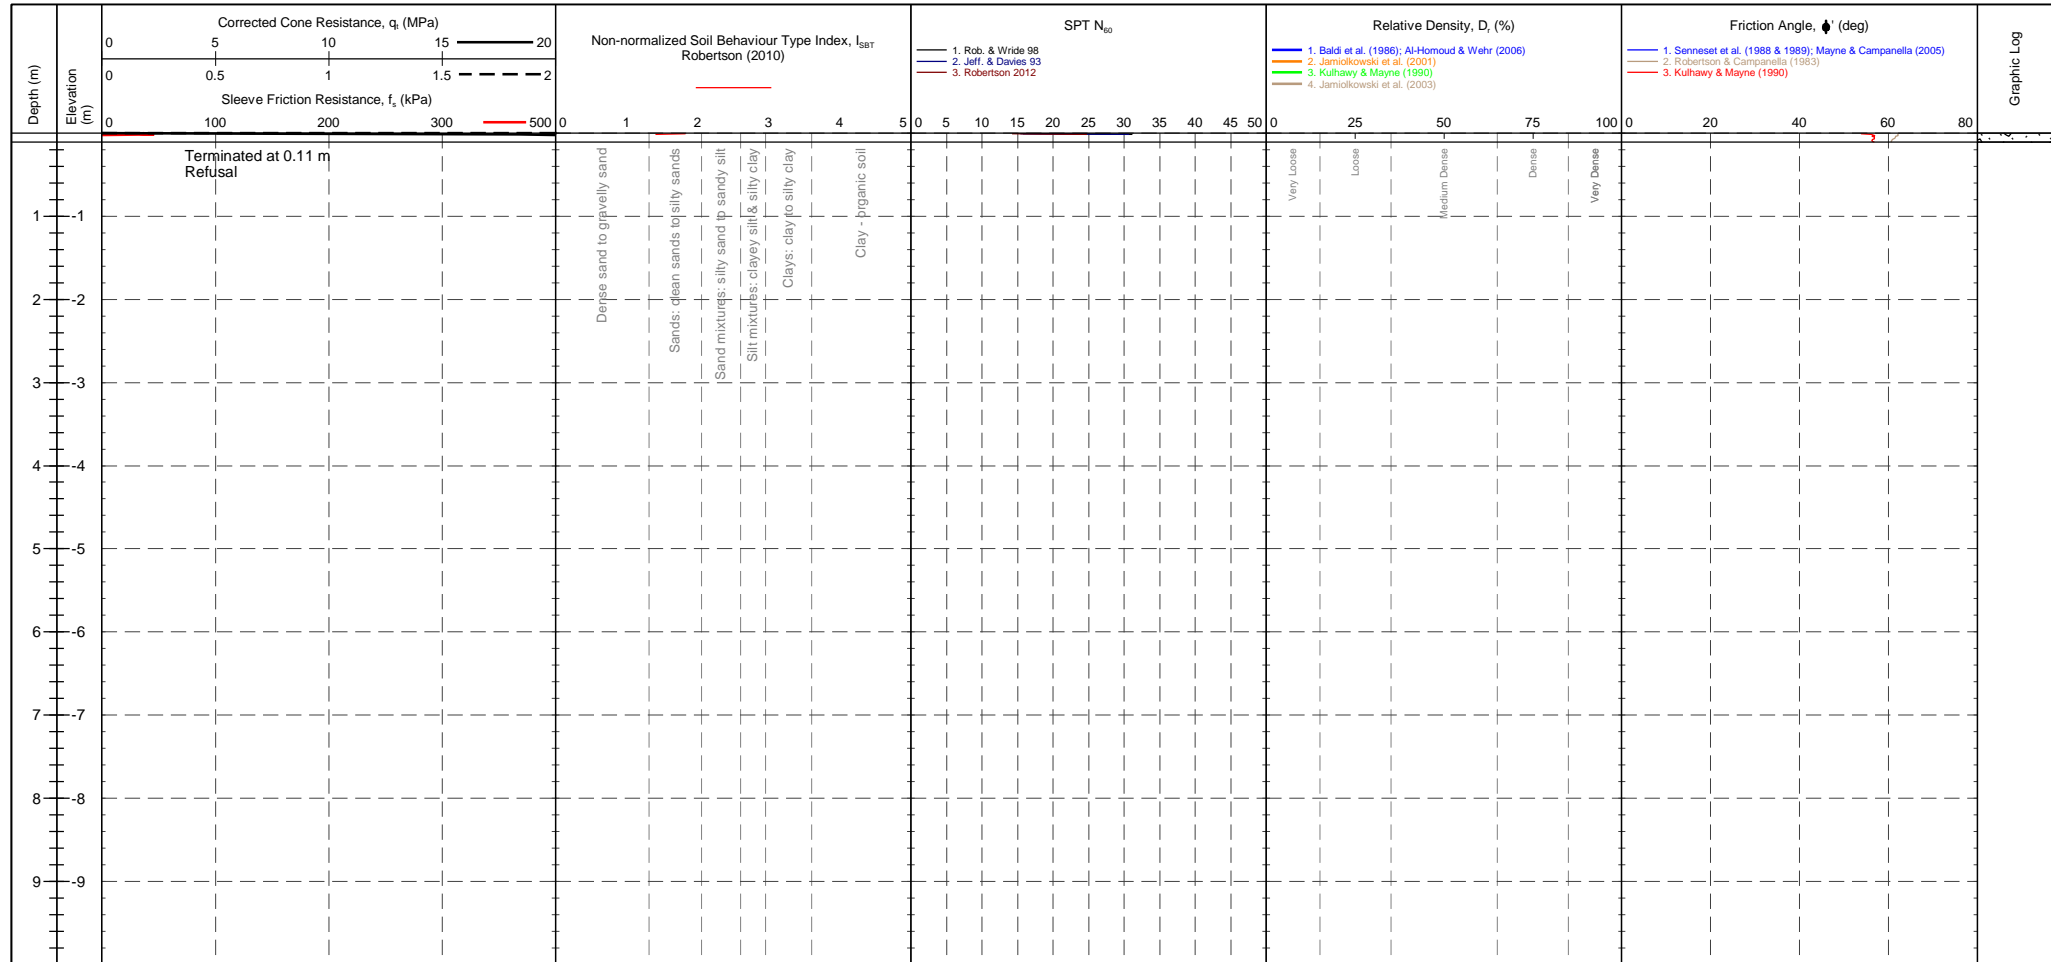 Depth (m)
Elevation
(m)
Corrected Cone Resistance, qt (MPa)
0 5 10 15 20
0 0.5 1 1.5 2
Sleeve Friction Resistance, fs (kPa)
100 200 300 500
Non-normalized Soil Behaviour Type Index, ISBT
Robertson (2010)
0 1 2 3 4 5
SPT N60
1. Rob. & Wride 98
2. Jeff. & Davies 93
3. Robertson 2012
0 5 10 15 20 25 30 35 40 45 50
Relative Density, Dr (%)
1. Baldi et al. (1986); Al-Homoud & Wehr (2006)
2. Jamiolkowski et al. (2001)
3. Kulhawy & Mayne (1990)
4. Jamiolkowski et al. (2003)
0 25 50 75 100
Friction Angle, ϕ' (deg)
1. Senneset et al. (1988 & 1989); Mayne & Campanella (2005)
2. Robertson & Campanella (1983)
3. Kulhawy & Mayne (1990)
0 20 40 60 80
Graphic Log
Terminated at 0.11 m
Refusal
Dense sand to gravelly sand
Sands: clean sands to silty sands
Sand mixtures: silty sand to sandy silt
Silt mixtures: clayey silt & silty clay
Clays: clay to silty clay
Clay - organic soil
Very Loose
Loose
Medium Dense
Dense
Very Dense
1 -1
2 -2
3 -3
4 -4
5 -5
6 -6
7 -7
8 -8
9 -9